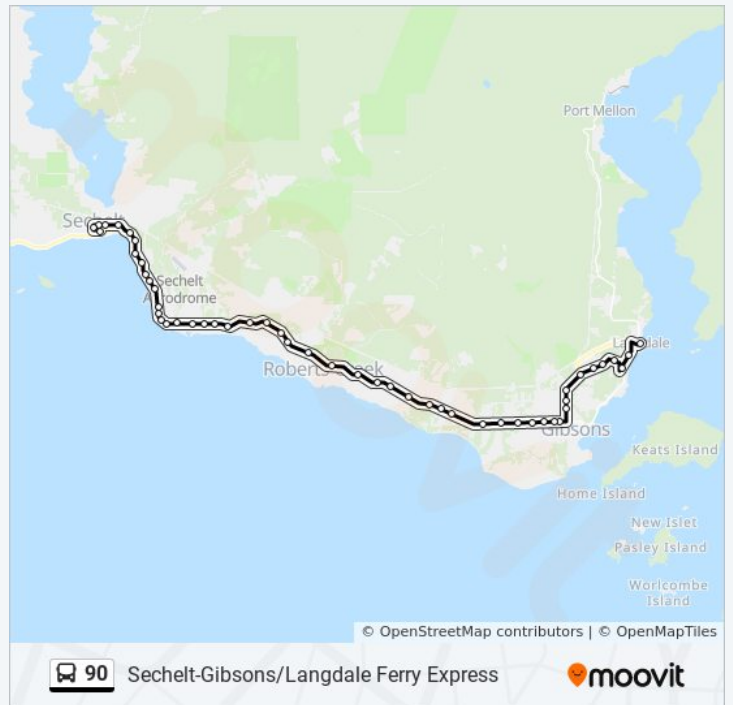 Port Mellon
Sechelt
Sechelt
Aerodrome
Langdale
Roberts Creek
Gibsons
Keats Island
Home Island
New Islet
Pasley Island
Worlcombe
Island
© OpenStreetMap contributors | © OpenMapTiles
90 Sechelt-Gibsons/Langdale Ferry Express
moovit